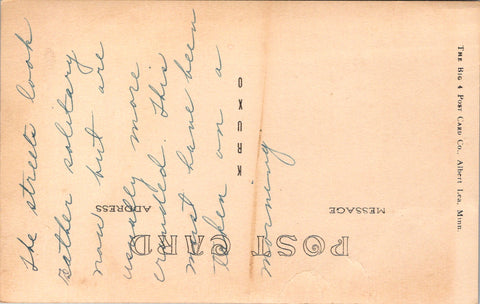 The streets look
rather solitary
now but are
usually more
crowded. This
must have been
taken on a
morning
POST CARD
ADDRESS
MESSAGE
KRUXO
THE BIG 4 POST CARD CO., Albert Lea, Minn.